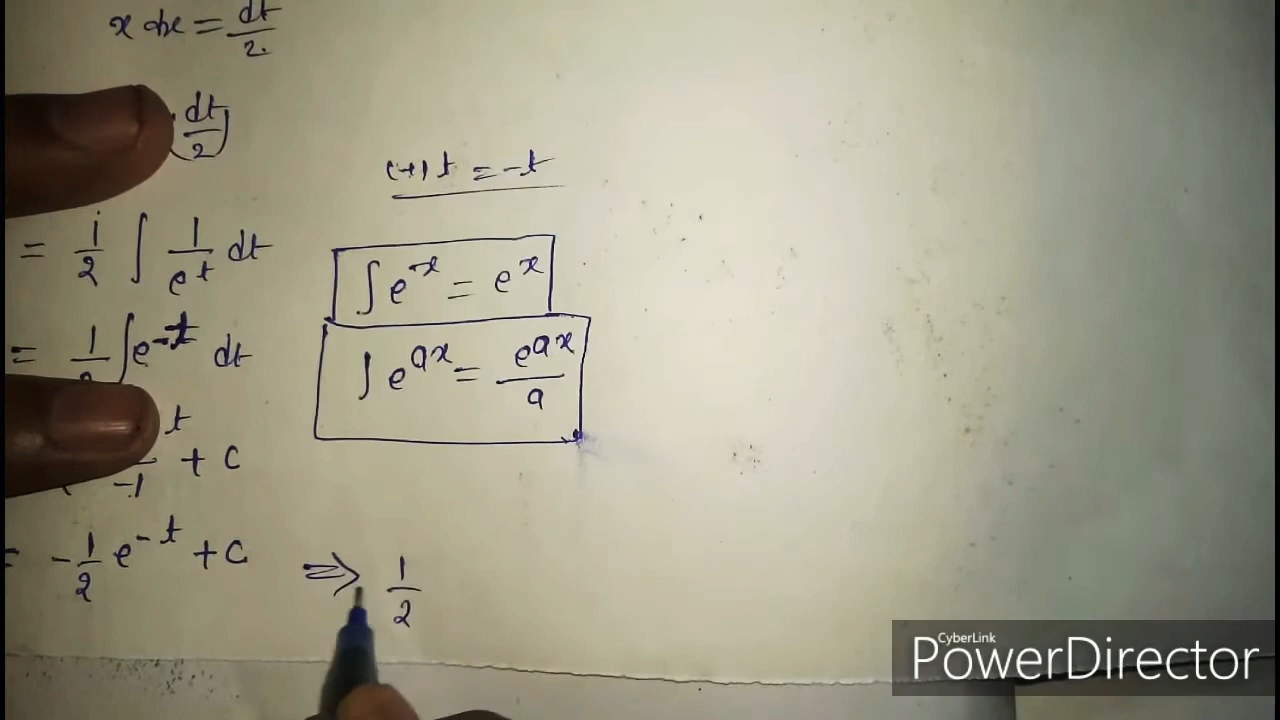 x dx = dt/2.
(dt/2)
(-1) t = -t
= 1/2 ∫ 1/e^t dt
∫ e^-x = e^x
= 1/2 ∫ e^-t dt
∫ e^ax = e^ax/a
t/-1 + c
= -1/2 e^-t + c ⇒ 1/2
CyberLink
PowerDirector